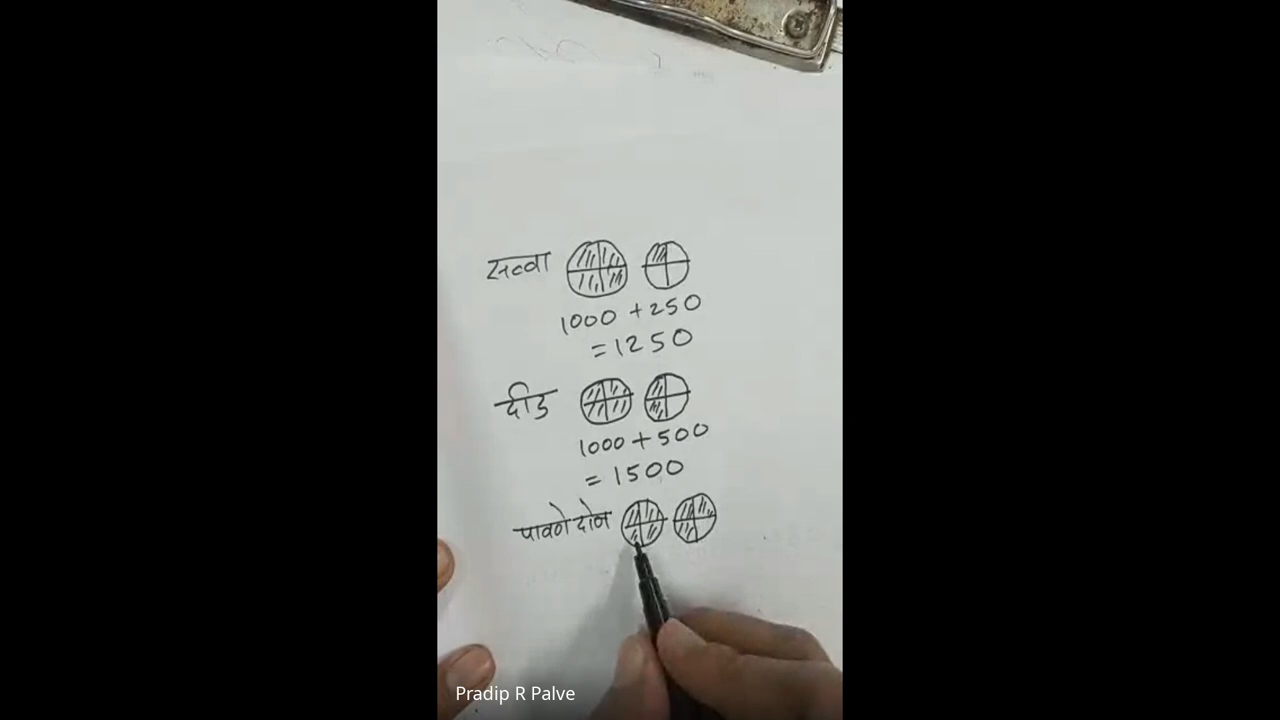 सव्वा
1000 + 250
= 1250
दीड
1000 + 500
= 1500
पावणे दोन
Pradip R Palve